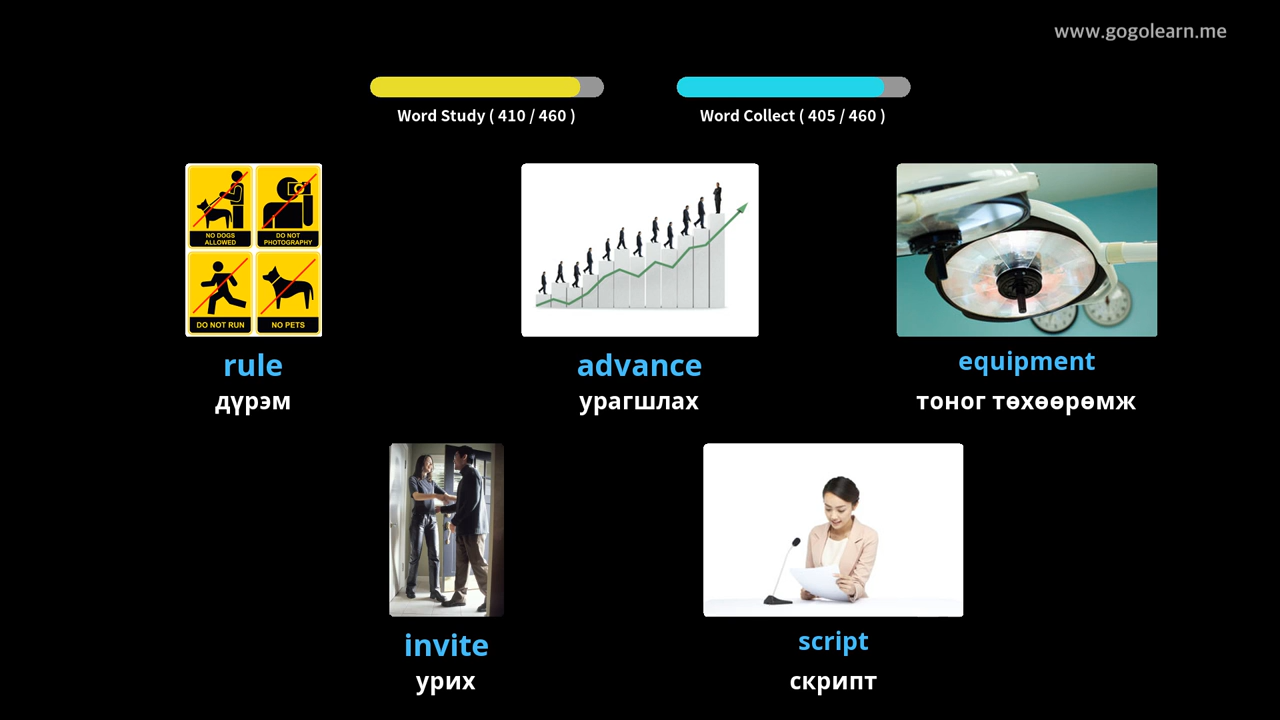 www.gogolearn.me
Word Study ( 410 / 460 )
Word Collect ( 405 / 460 )
NO DOGS
ALLOWED
DO NOT
PHOTOGRAPHY
DO NOT RUN
NO PETS
rule
дүрэм
advance
урагшлах
equipment
тоног төхөөрөмж
invite
урих
script
скрипт